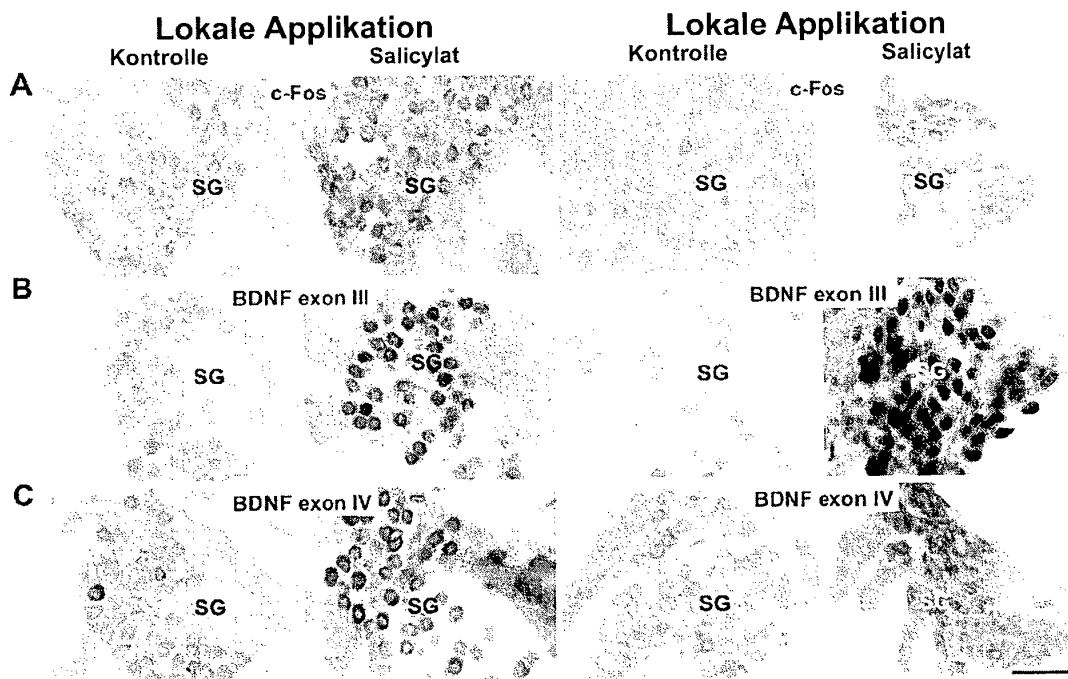 Lokale Applikation Lokale Applikation
Kontrolle Salicylat Kontrolle Salicylat
A c-Fos c-Fos
SG SG SG SG
B BDNF exon III BDNF exon III
SG SG SG SG
C BDNF exon IV BDNF exon IV
SG SG SG SG